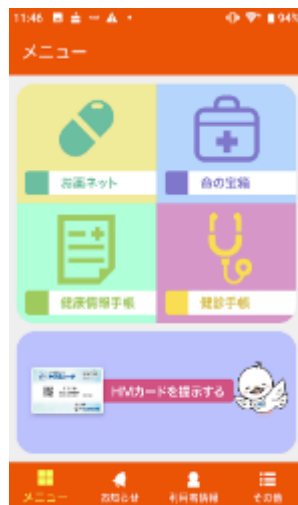 11:46
94%
メニュー
お薬ネット
命の宝箱
健康情報手帳
健診手帳
HMカードを提示する
メニュー
お知らせ
利用者情報
その他